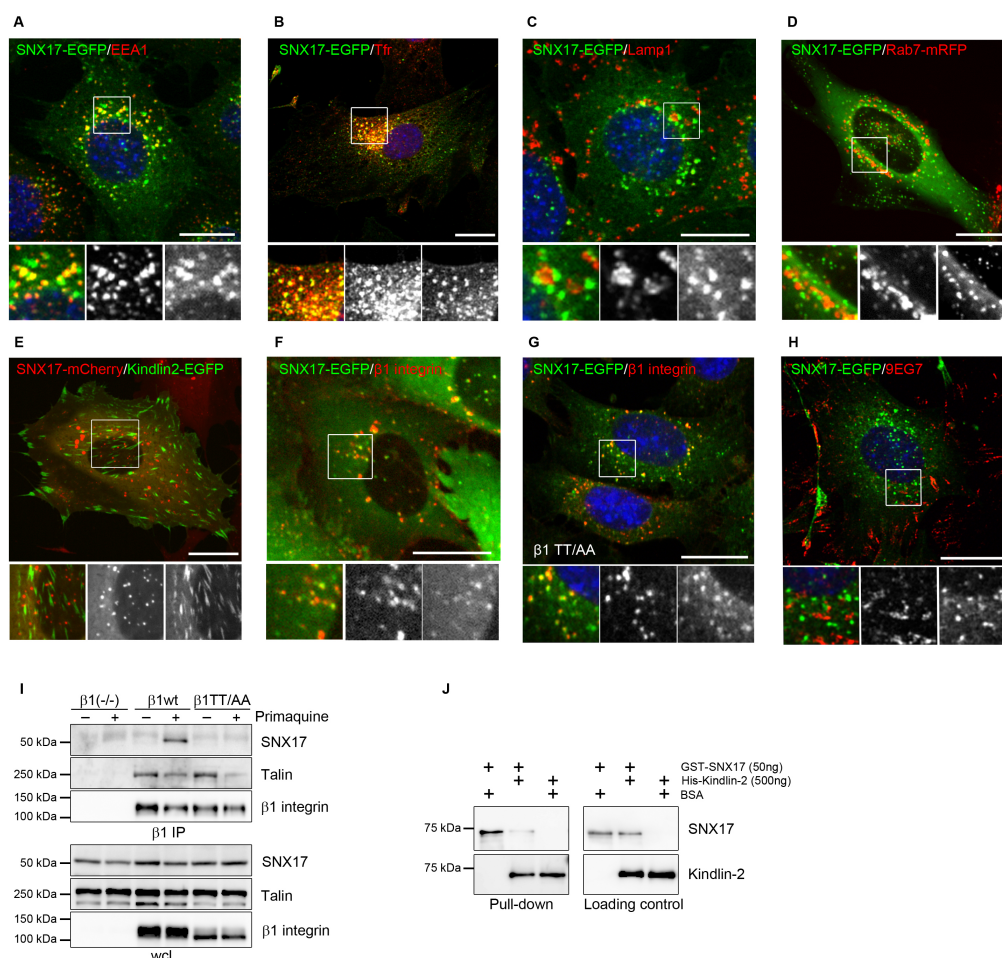 A
B
C
D
SNX17-EGFP/EEA1
SNX17-EGFP/Tfr
SNX17-EGFP/Lamp1
SNX17-EGFP/Rab7-mRFP
E
F
G
H
SNX17-mCherry/Kindlin2-EGFP
SNX17-EGFP/β1 integrin
SNX17-EGFP/β1 integrin
SNX17-EGFP/9EG7
β1 TT/AA
I
β1(-/-) β1wt β1TT/AA
– + – + – + Primaquine
50 kDa SNX17
250 kDa Talin
150 kDa
100 kDa β1 integrin
β1 IP
50 kDa SNX17
250 kDa Talin
150 kDa
100 kDa β1 integrin
wcl
J
+ + + + GST-SNX17 (50ng)
+ + + + His-Kindlin-2 (500ng)
+ + + + BSA
75 kDa SNX17
75 kDa Kindlin-2
Pull-down Loading control